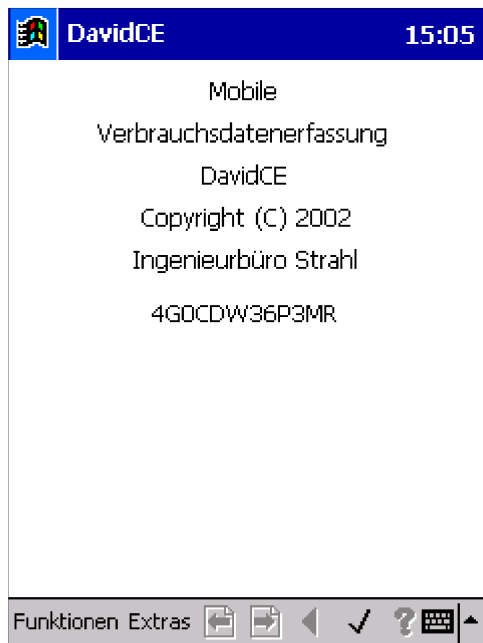 DavidCE 15:05
Mobile
Verbrauchsdatenerfassung
DavidCE
Copyright (C) 2002
Ingenieurbüro Strahl
4G0CDW36P3MR
Funktionen Extras